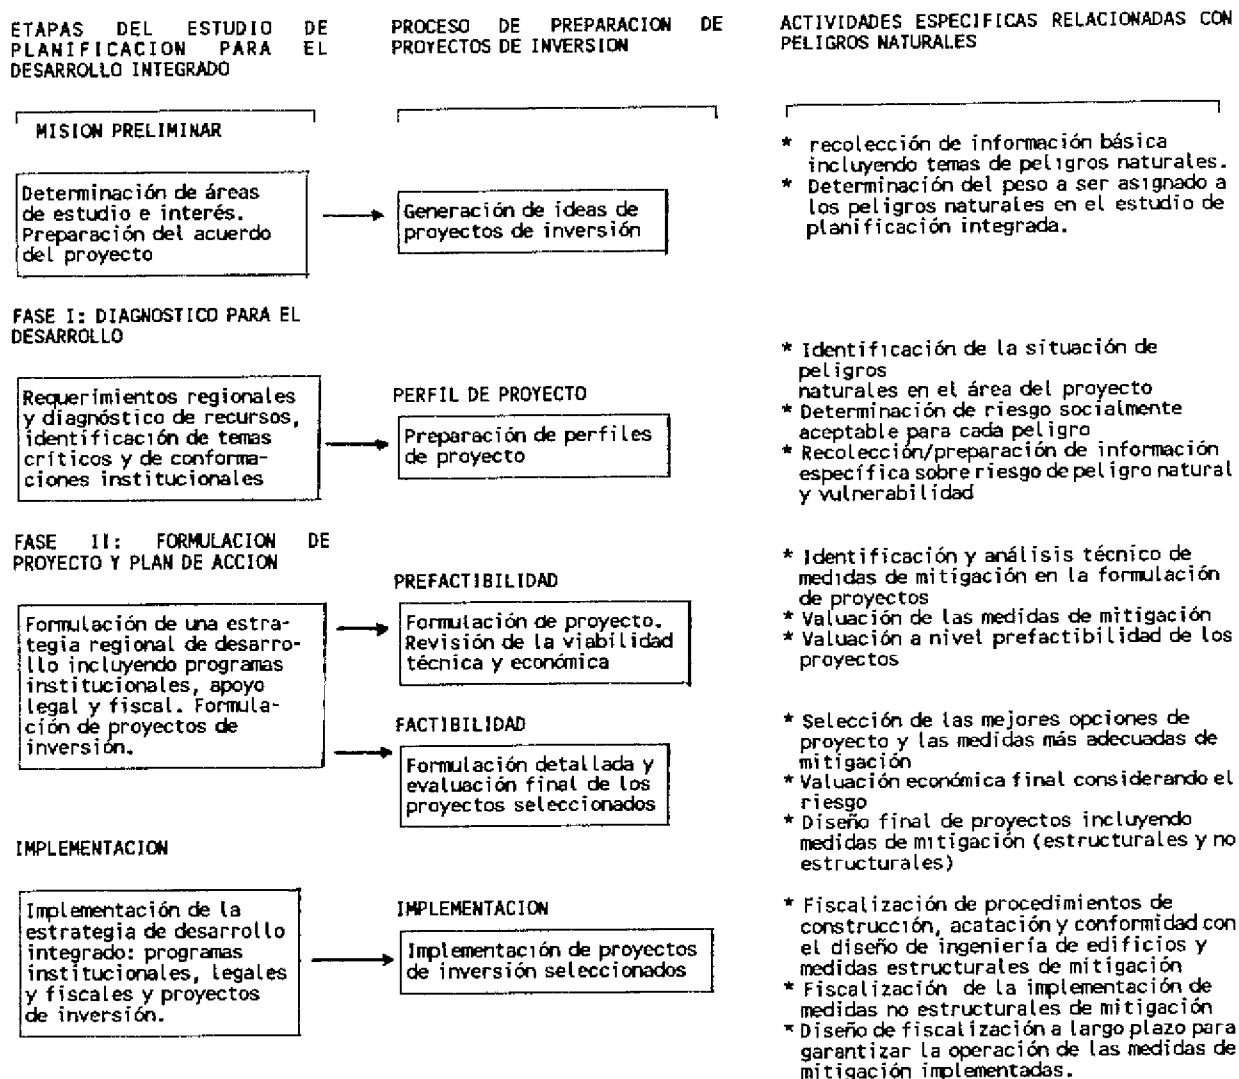 ETAPAS DEL ESTUDIO DE
PLANIFICACION PARA EL
DESARROLLO INTEGRADO
PROCESO DE PREPARACION DE
PROYECTOS DE INVERSION
ACTIVIDADES ESPECIFICAS RELACIONADAS CON
PELIGROS NATURALES
MISION PRELIMINAR
Determinación de áreas
de estudio e interés.
Preparación del acuerdo
del proyecto
Generación de ideas de
proyectos de inversión
* recolección de información básica
incluyendo temas de peligros naturales.
* Determinación del peso a ser asignado a
los peligros naturales en el estudio de
planificación integrada.
FASE I: DIAGNOSTICO PARA EL
DESARROLLO
Requerimientos regionales
y diagnóstico de recursos,
identificación de temas
críticos y de conforma-
ciones institucionales
PERFIL DE PROYECTO
Preparación de perfiles
de proyecto
* Identificación de la situación de
peligros
naturales en el área del proyecto
* Determinación de riesgo socialmente
aceptable para cada peligro
* Recolección/preparación de información
específica sobre riesgo de peligro natural
y vulnerabilidad
FASE II: FORMULACION DE
PROYECTO Y PLAN DE ACCION
Formulación de una estra-
tegia regional de desarro-
llo incluyendo programas
institucionales, apoyo
legal y fiscal. Formula-
ción de proyectos de
inversión.
PREFACTIBILIDAD
Formulación de proyecto.
Revisión de la viabilidad
técnica y económica
* Identificación y análisis técnico de
medidas de mitigación en la formulación
de proyectos
* Valuación de las medidas de mitigación
* Valuación a nivel prefactibilidad de los
proyectos
FACTIBILIDAD
Formulación detallada y
evaluación final de los
proyectos seleccionados
* Selección de las mejores opciones de
proyecto y las medidas más adecuadas de
mitigación
* Valuación económica final considerando el
riesgo
* Diseño final de proyectos incluyendo
medidas de mitigación (estructurales y no
estructurales)
IMPLEMENTACION
Implementación de la
estrategia de desarrollo
integrado: programas
institucionales, legales
y fiscales y proyectos
de inversión.
IMPLEMENTACION
Implementación de proyectos
de inversión seleccionados
* Fiscalización de procedimientos de
construcción, acatación y conformidad con
el diseño de ingeniería de edificios y
medidas estructurales de mitigación
* Fiscalización de la implementación de
medidas no estructurales de mitigación
* Diseño de fiscalización a largo plazo para
garantizar la operación de las medidas de
mitigación implementadas.